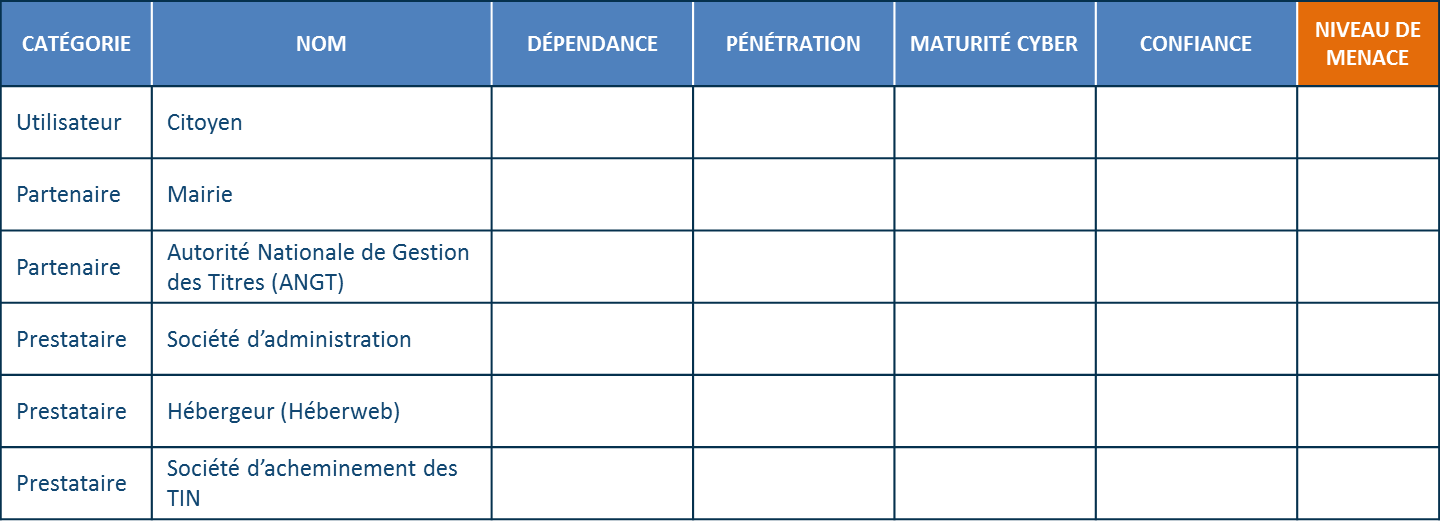 CATÉGORIE
NOM
DÉPENDANCE
PÉNÉTRATION
MATURITÉ CYBER
CONFIANCE
NIVEAU DE
MENACE
Utilisateur
Citoyen
Partenaire
Mairie
Partenaire
Autorité Nationale de Gestion
des Titres (ANGT)
Prestataire
Société d’administration
Prestataire
Hébergeur (Héberweb)
Prestataire
Société d’acheminement des
TIN